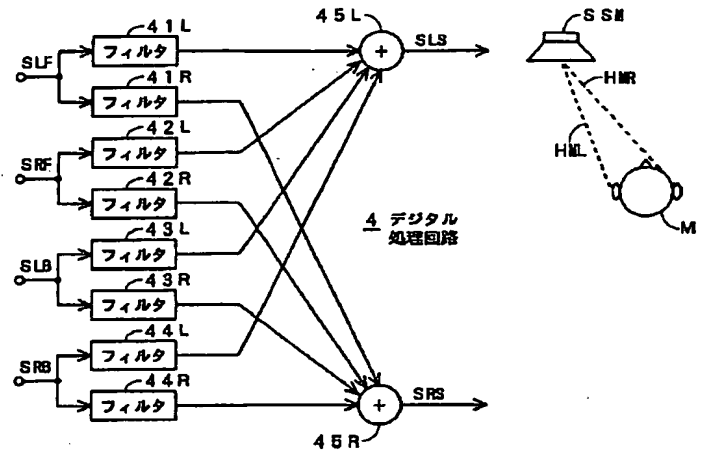 45L
SLS
SSM
41L
フィルタ
SLF
41R
フィルタ
HMR
42L
フィルタ
SRF
42R
フィルタ
HML
43L
フィルタ
SLB
43R
フィルタ
4 デジタル
処理回路
M
44L
フィルタ
SRB
44R
フィルタ
SRS
45R